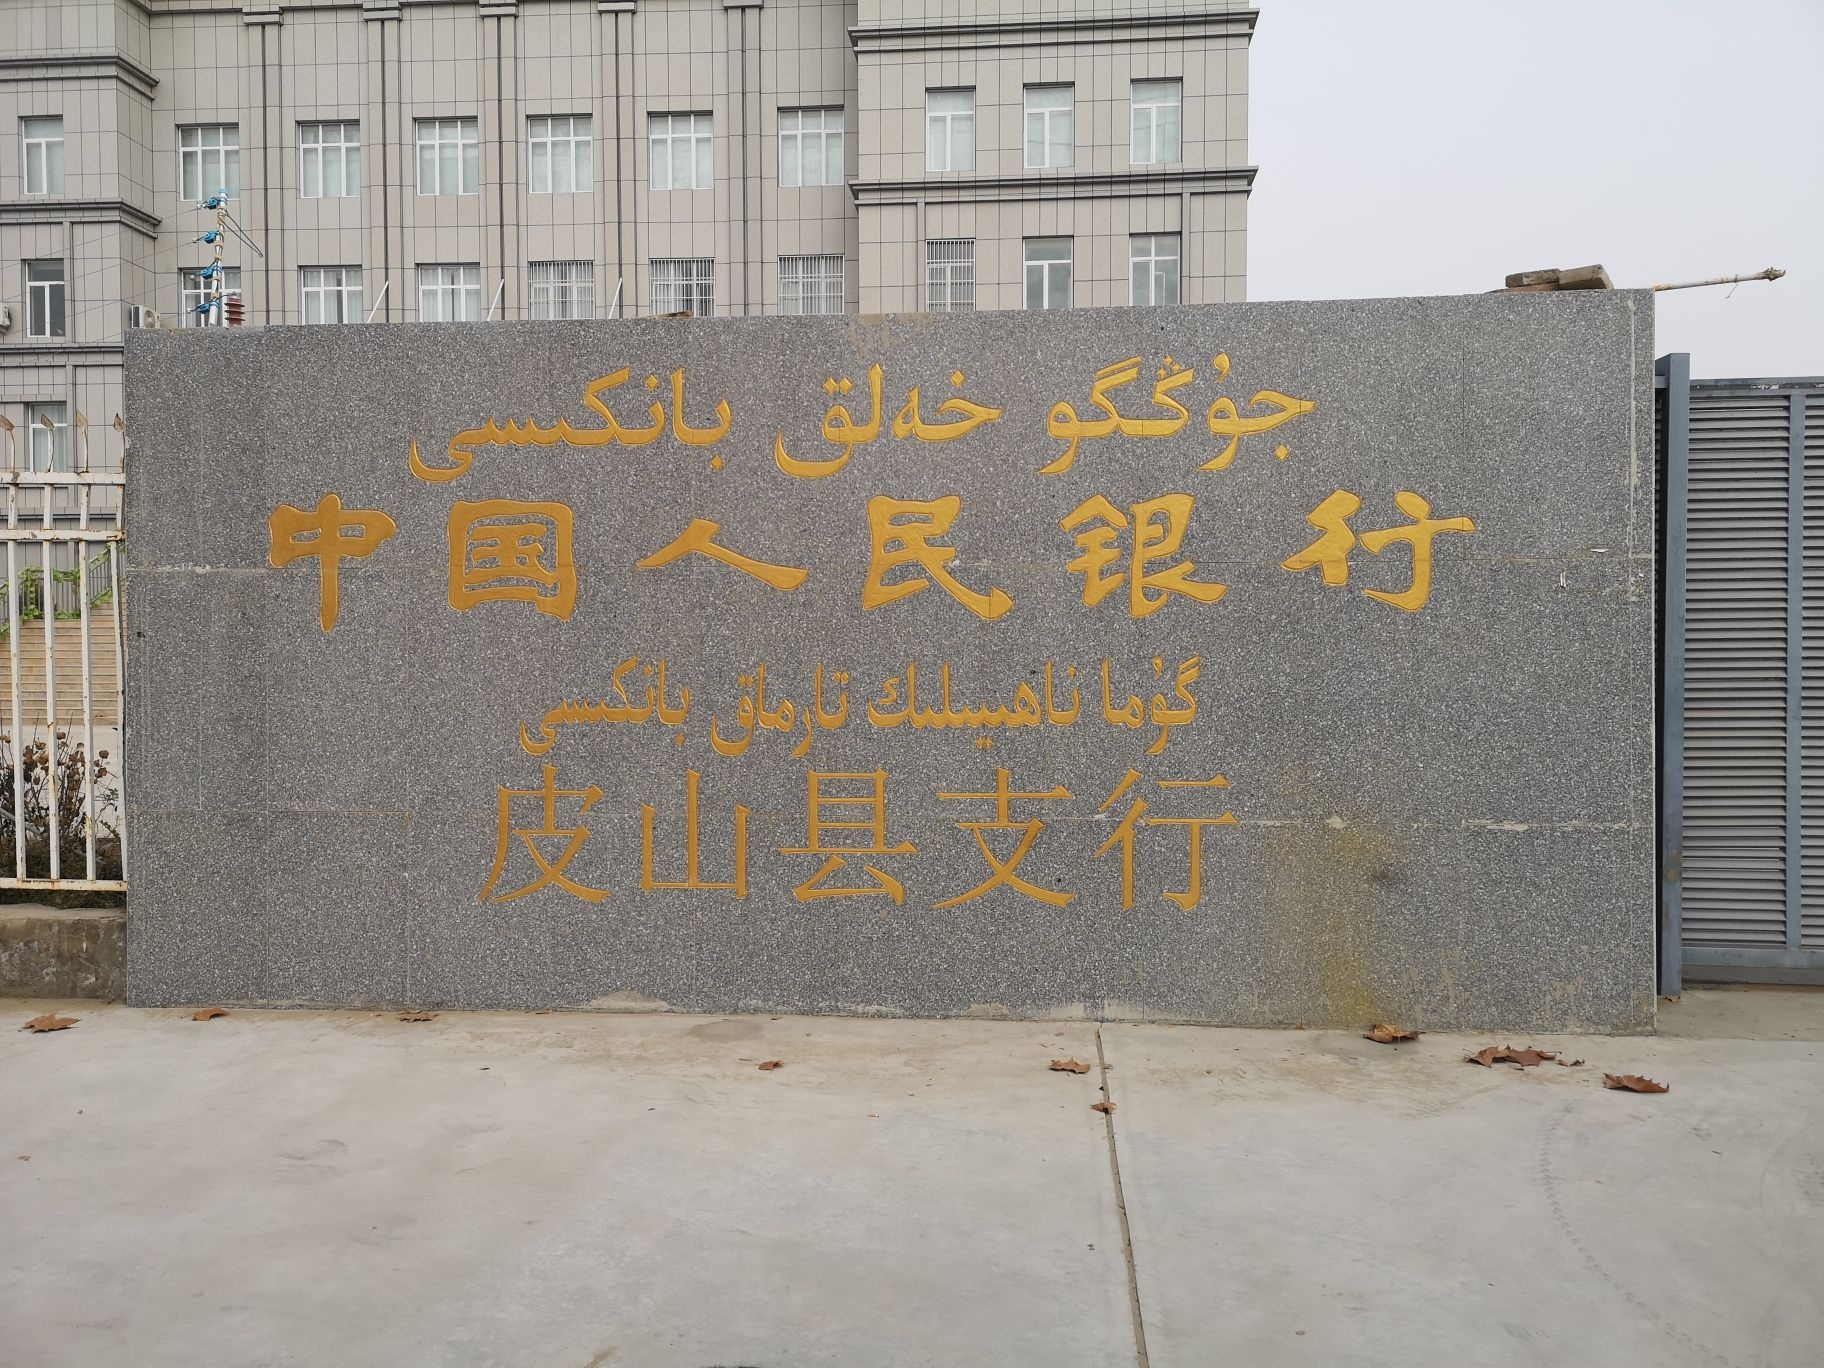 جۇڭگو خەلق بانكىسى
中国人民银行
گۇما ناھىيىلىك تارماق بانكىسى
皮山县支行